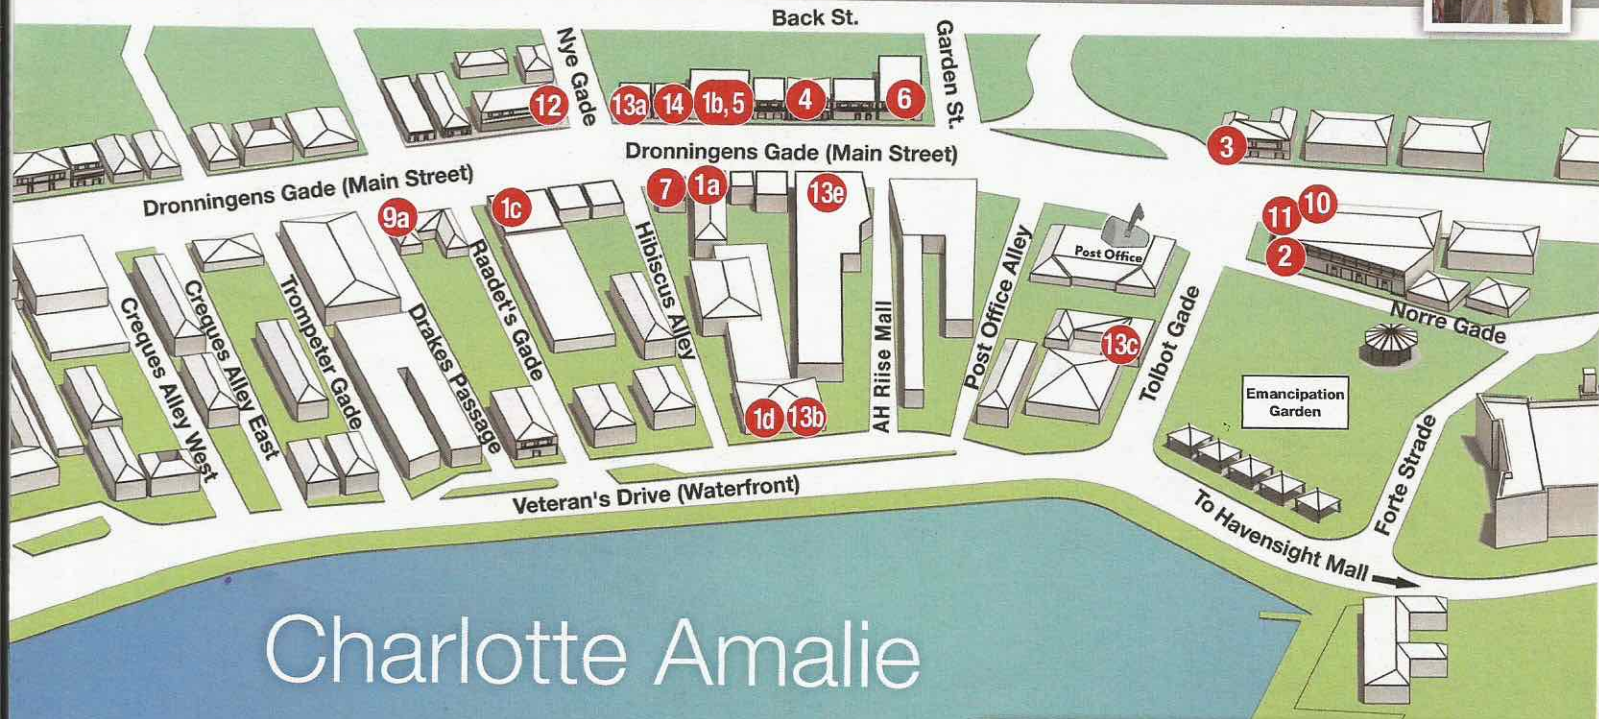 Back St.
Nye Gade
Garden St.
12
13a
14
1b, 5
4
6
3
Dronningens Gade (Main Street)
Dronningens Gade (Main Street)
9a
1c
7
1a
13e
11
10
2
Post Office
Creques Alley West
Creques Alley East
Trompeter Gade
Drakes Passage
Raadet's Gade
Hibiscus Alley
AH Riise Mall
Post Office Alley
Tolbot Gade
Norre Gade
13c
1d
13b
Emancipation
Garden
Forte Strade
Veteran's Drive (Waterfront)
To Havensight Mall
Charlotte Amalie